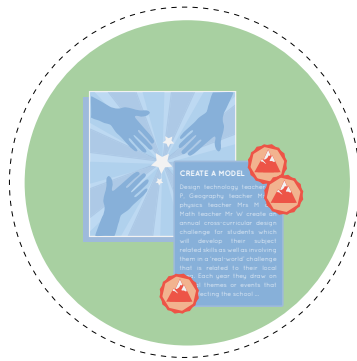 CREATE A MODEL
Design technology teacher
F, Geography teacher M
physics teacher Mrs M
Math teacher Mr W create an
annual cross-curricular design
challenge for students which
will develop their subject
related skills as well as involving
them in a 'real world' challenge
that is related to their local
Each year they draw on
themes or events that
the school ...